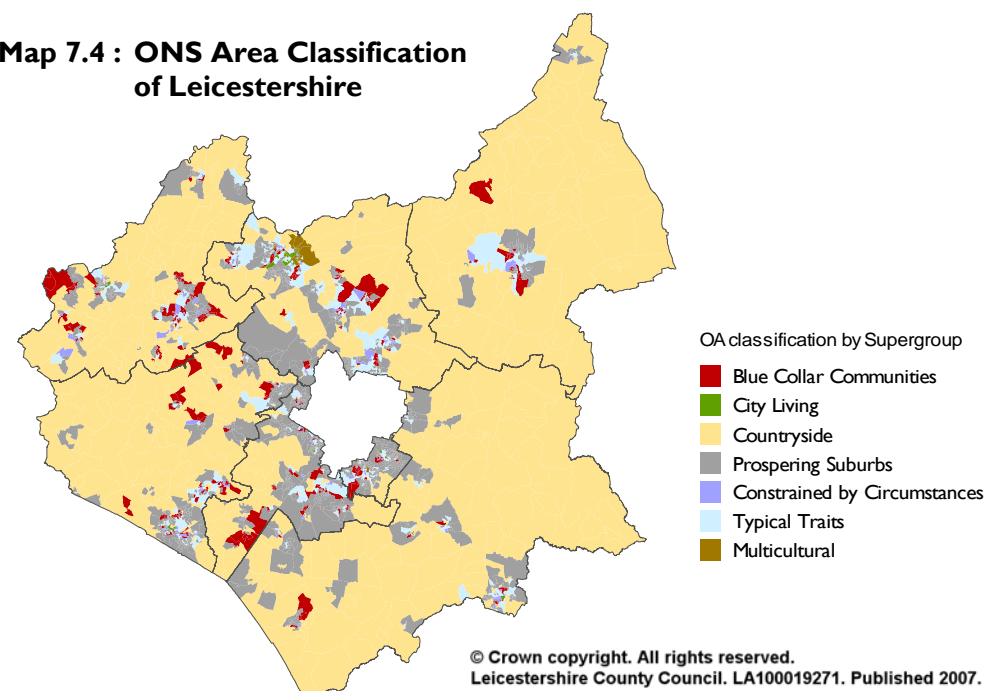 Map 7.4 : ONS Area Classification
of Leicestershire
OA classification by Supergroup
Blue Collar Communities
City Living
Countryside
Prospering Suburbs
Constrained by Circumstances
Typical Traits
Multicultural
© Crown copyright. All rights reserved.
Leicestershire County Council. LA100019271. Published 2007.